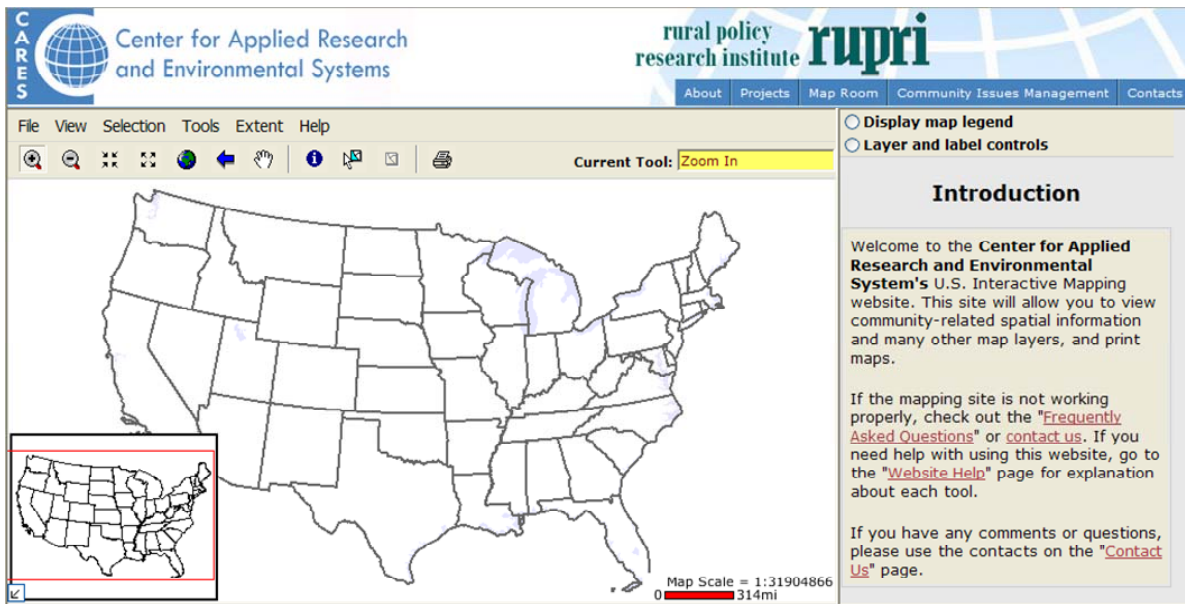 CARES
Center for Applied Research
and Environmental Systems
rural policy
research institute
rupri
About Projects Map Room Community Issues Management Contacts
File View Selection Tools Extent Help
Current Tool: Zoom In
Display map legend
Layer and label controls
Introduction
Welcome to the Center for Applied
Research and Environmental
System's U.S. Interactive Mapping
website. This site will allow you to view
community-related spatial information
and many other map layers, and print
maps.
If the mapping site is not working
properly, check out the "Frequently
Asked Questions" or contact us. If you
need help with using this website, go to
the "Website Help" page for explanation
about each tool.
If you have any comments or questions,
please use the contacts on the "Contact
Us" page.
Map Scale = 1:31904866
0 314mi